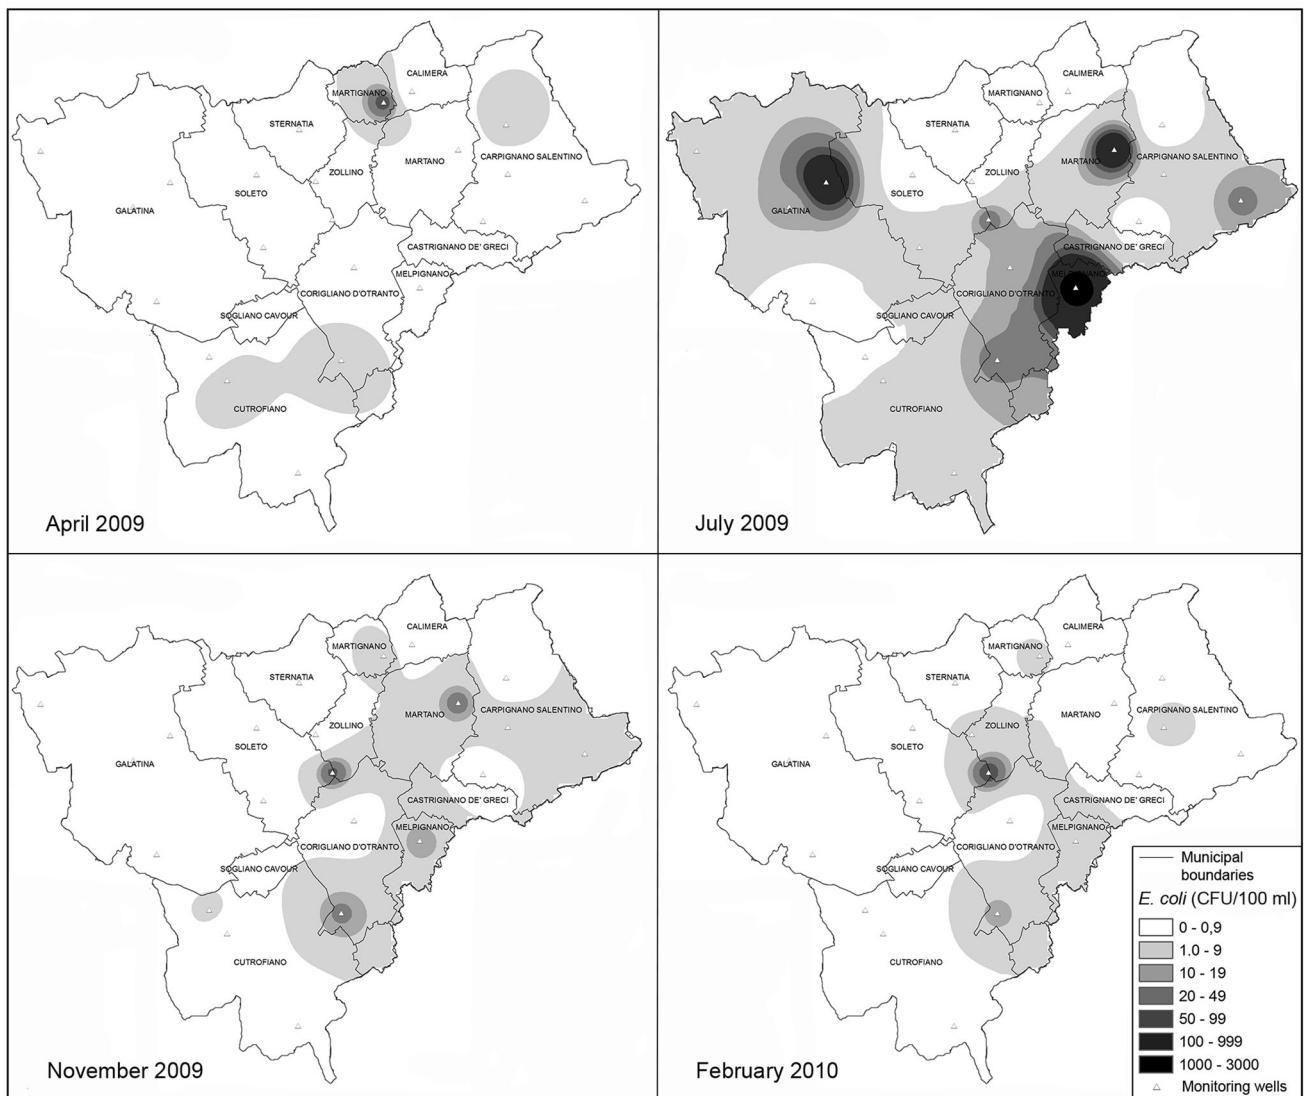 CALIMERA
MARTIGNANO
STERNATIA
CARPIGNANO SALENTINO
MARTANO
ZOLLINO
SOLETO
GALATINA
CASTRIGNANO DE' GRECI
MELPIGNANO
CORIGLIANO D'OTRANTO
SOGLIANO CAVOUR
CUTROFIANO
April 2009
CALIMERA
MARTIGNANO
STERNATIA
MARTANO
CARPIGNANO SALENTINO
ZOLLINO
SOLETO
GALATINA
CASTRIGNANO DE' GRECI
MELPIGNANO
CORIGLIANO D'OTRANTO
SOGLIANO CAVOUR
CUTROFIANO
July 2009
CALIMERA
MARTIGNANO
STERNATIA
CARPIGNANO SALENTINO
MARTANO
ZOLLINO
SOLETO
GALATINA
CASTRIGNANO DE' GRECI
MELPIGNANO
CORIGLIANO D'OTRANTO
SOGLIANO CAVOUR
CUTROFIANO
November 2009
CALIMERA
MARTIGNANO
STERNATIA
CARPIGNANO SALENTINO
MARTANO
ZOLLINO
SOLETO
GALATINA
CASTRIGNANO DE' GRECI
MELPIGNANO
CORIGLIANO D'OTRANTO
SOGLIANO CAVOUR
CUTROFIANO
February 2010
Municipal
boundaries
E. coli (CFU/100 ml)
0 - 0,9
1.0 - 9
10 - 19
20 - 49
50 - 99
100 - 999
1000 - 3000
Monitoring wells